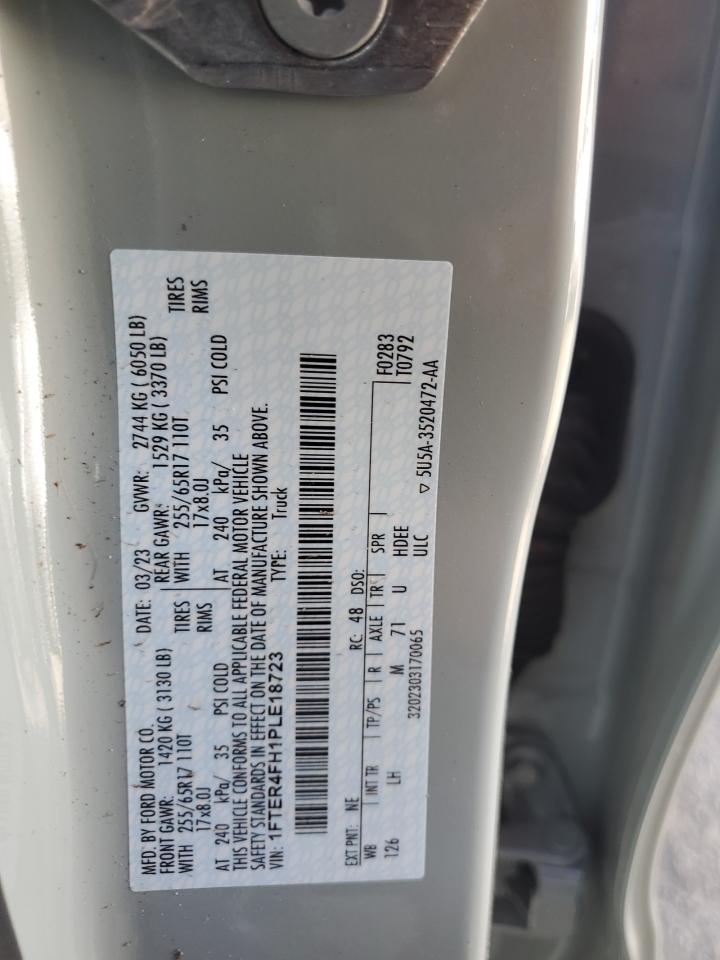 MFD. BY FORD MOTOR CO. DATE: 03/23 GVWR: 2744 KG ( 6050 LB)
FRONT GAWR: 1420 KG ( 3130 LB) REAR GAWR: 1529 KG ( 3370 LB)
WITH 255/65R17 110T TIRES WITH 255/65R17 110T TIRES
17x8.0J RIMS 17x8.0J RIMS
AT 240 kPa/ 35 PSI COLD AT 240 kPa/ 35 PSI COLD
THIS VEHICLE CONFORMS TO ALL APPLICABLE FEDERAL MOTOR VEHICLE
SAFETY STANDARDS IN EFFECT ON THE DATE OF MANUFACTURE SHOWN ABOVE.
VIN: 1FTER4FH1PLE18723 TYPE: Truck
EXT PNT: NE RC: 48 DSO: F0283
WB INT TR TP/PS R AXLE TR SPR T0792
126 LH M 71 U HDEE
3202303170065 ULC ▽ 5U5A-3520472-AA